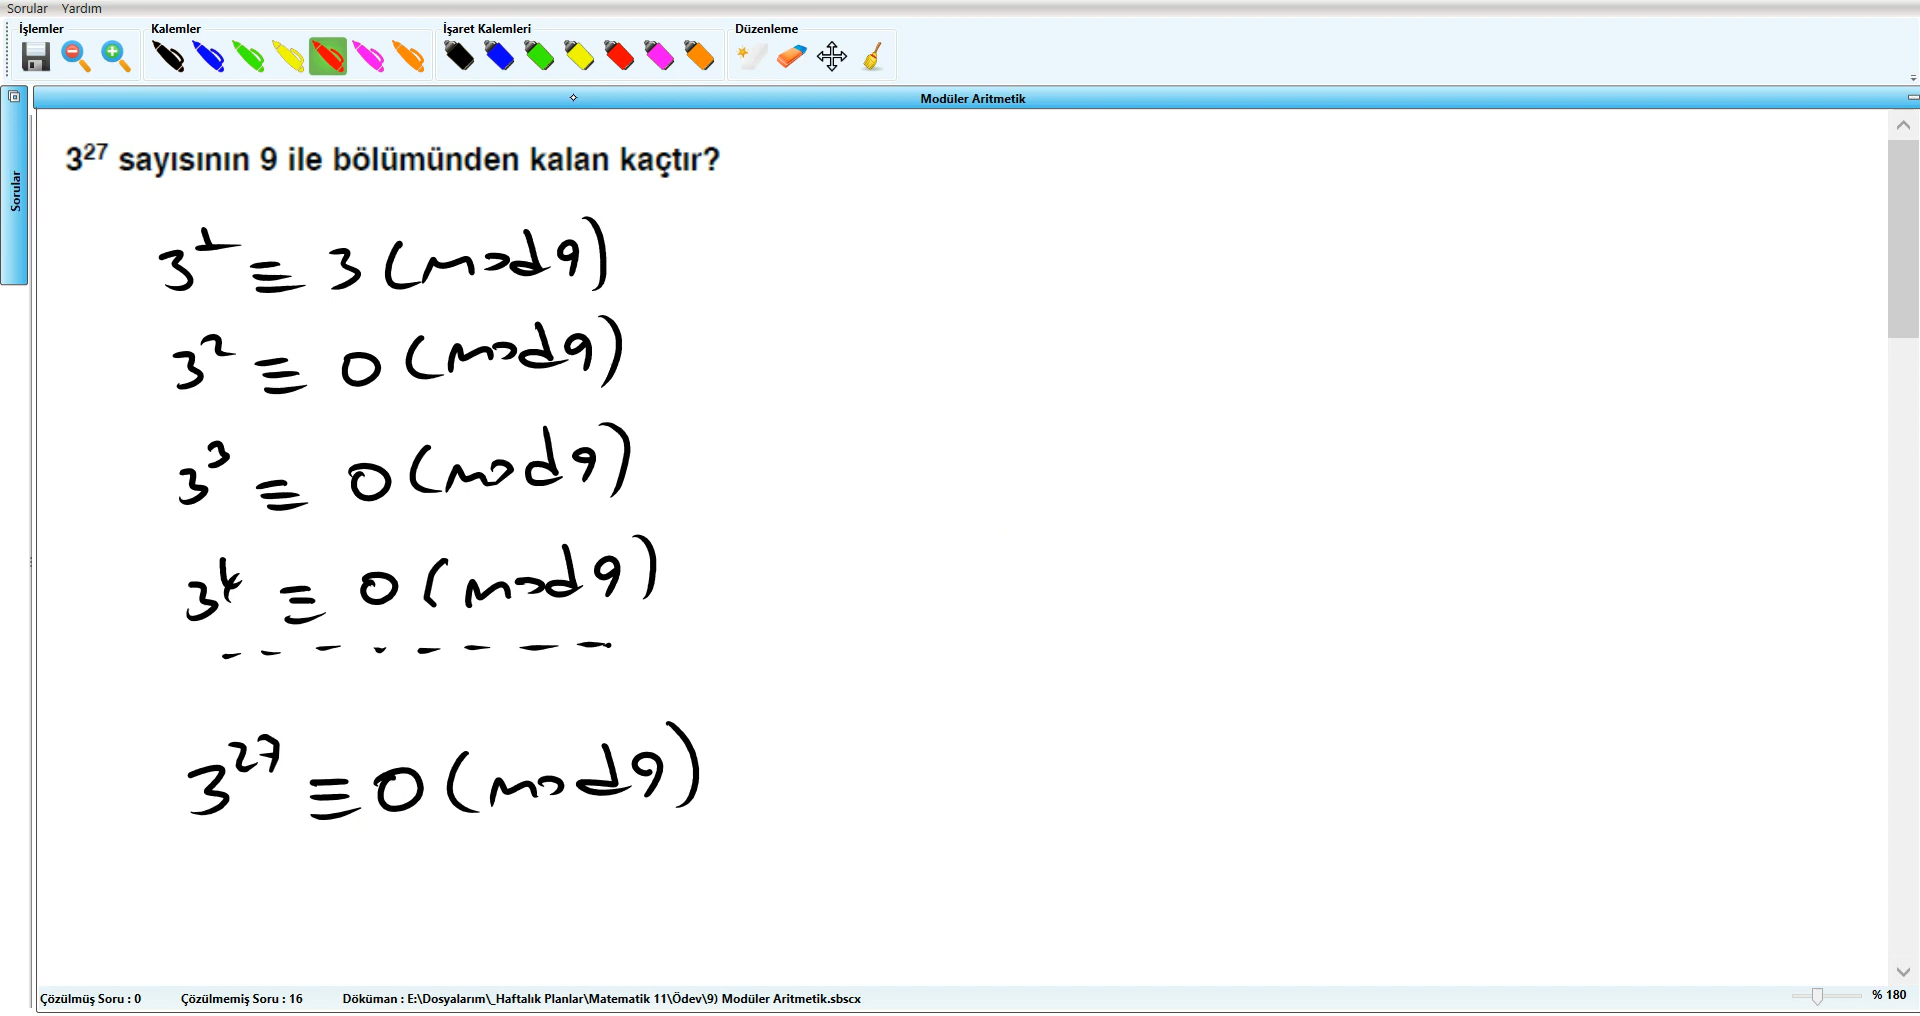 Sorular Yardım
İşlemler Kalemler İşaret Kalemleri Düzenleme
Modüler Aritmetik
Sorular
3²⁷ sayısının 9 ile bölümünden kalan kaçtır?
3¹ ≡ 3 (mod 9)
3² ≡ 0 (mod 9)
3³ ≡ 0 (mod 9)
3⁴ ≡ 0 (mod 9)
- - - - - - - -
3²⁷ ≡ 0 (mod 9)
Çözülmüş Soru : 0 Çözülmemiş Soru : 16 Döküman : E:\Dosyalarım\_Haftalık Planlar\Matematik 11\Ödev\9) Modüler Aritmetik.sbscx % 180